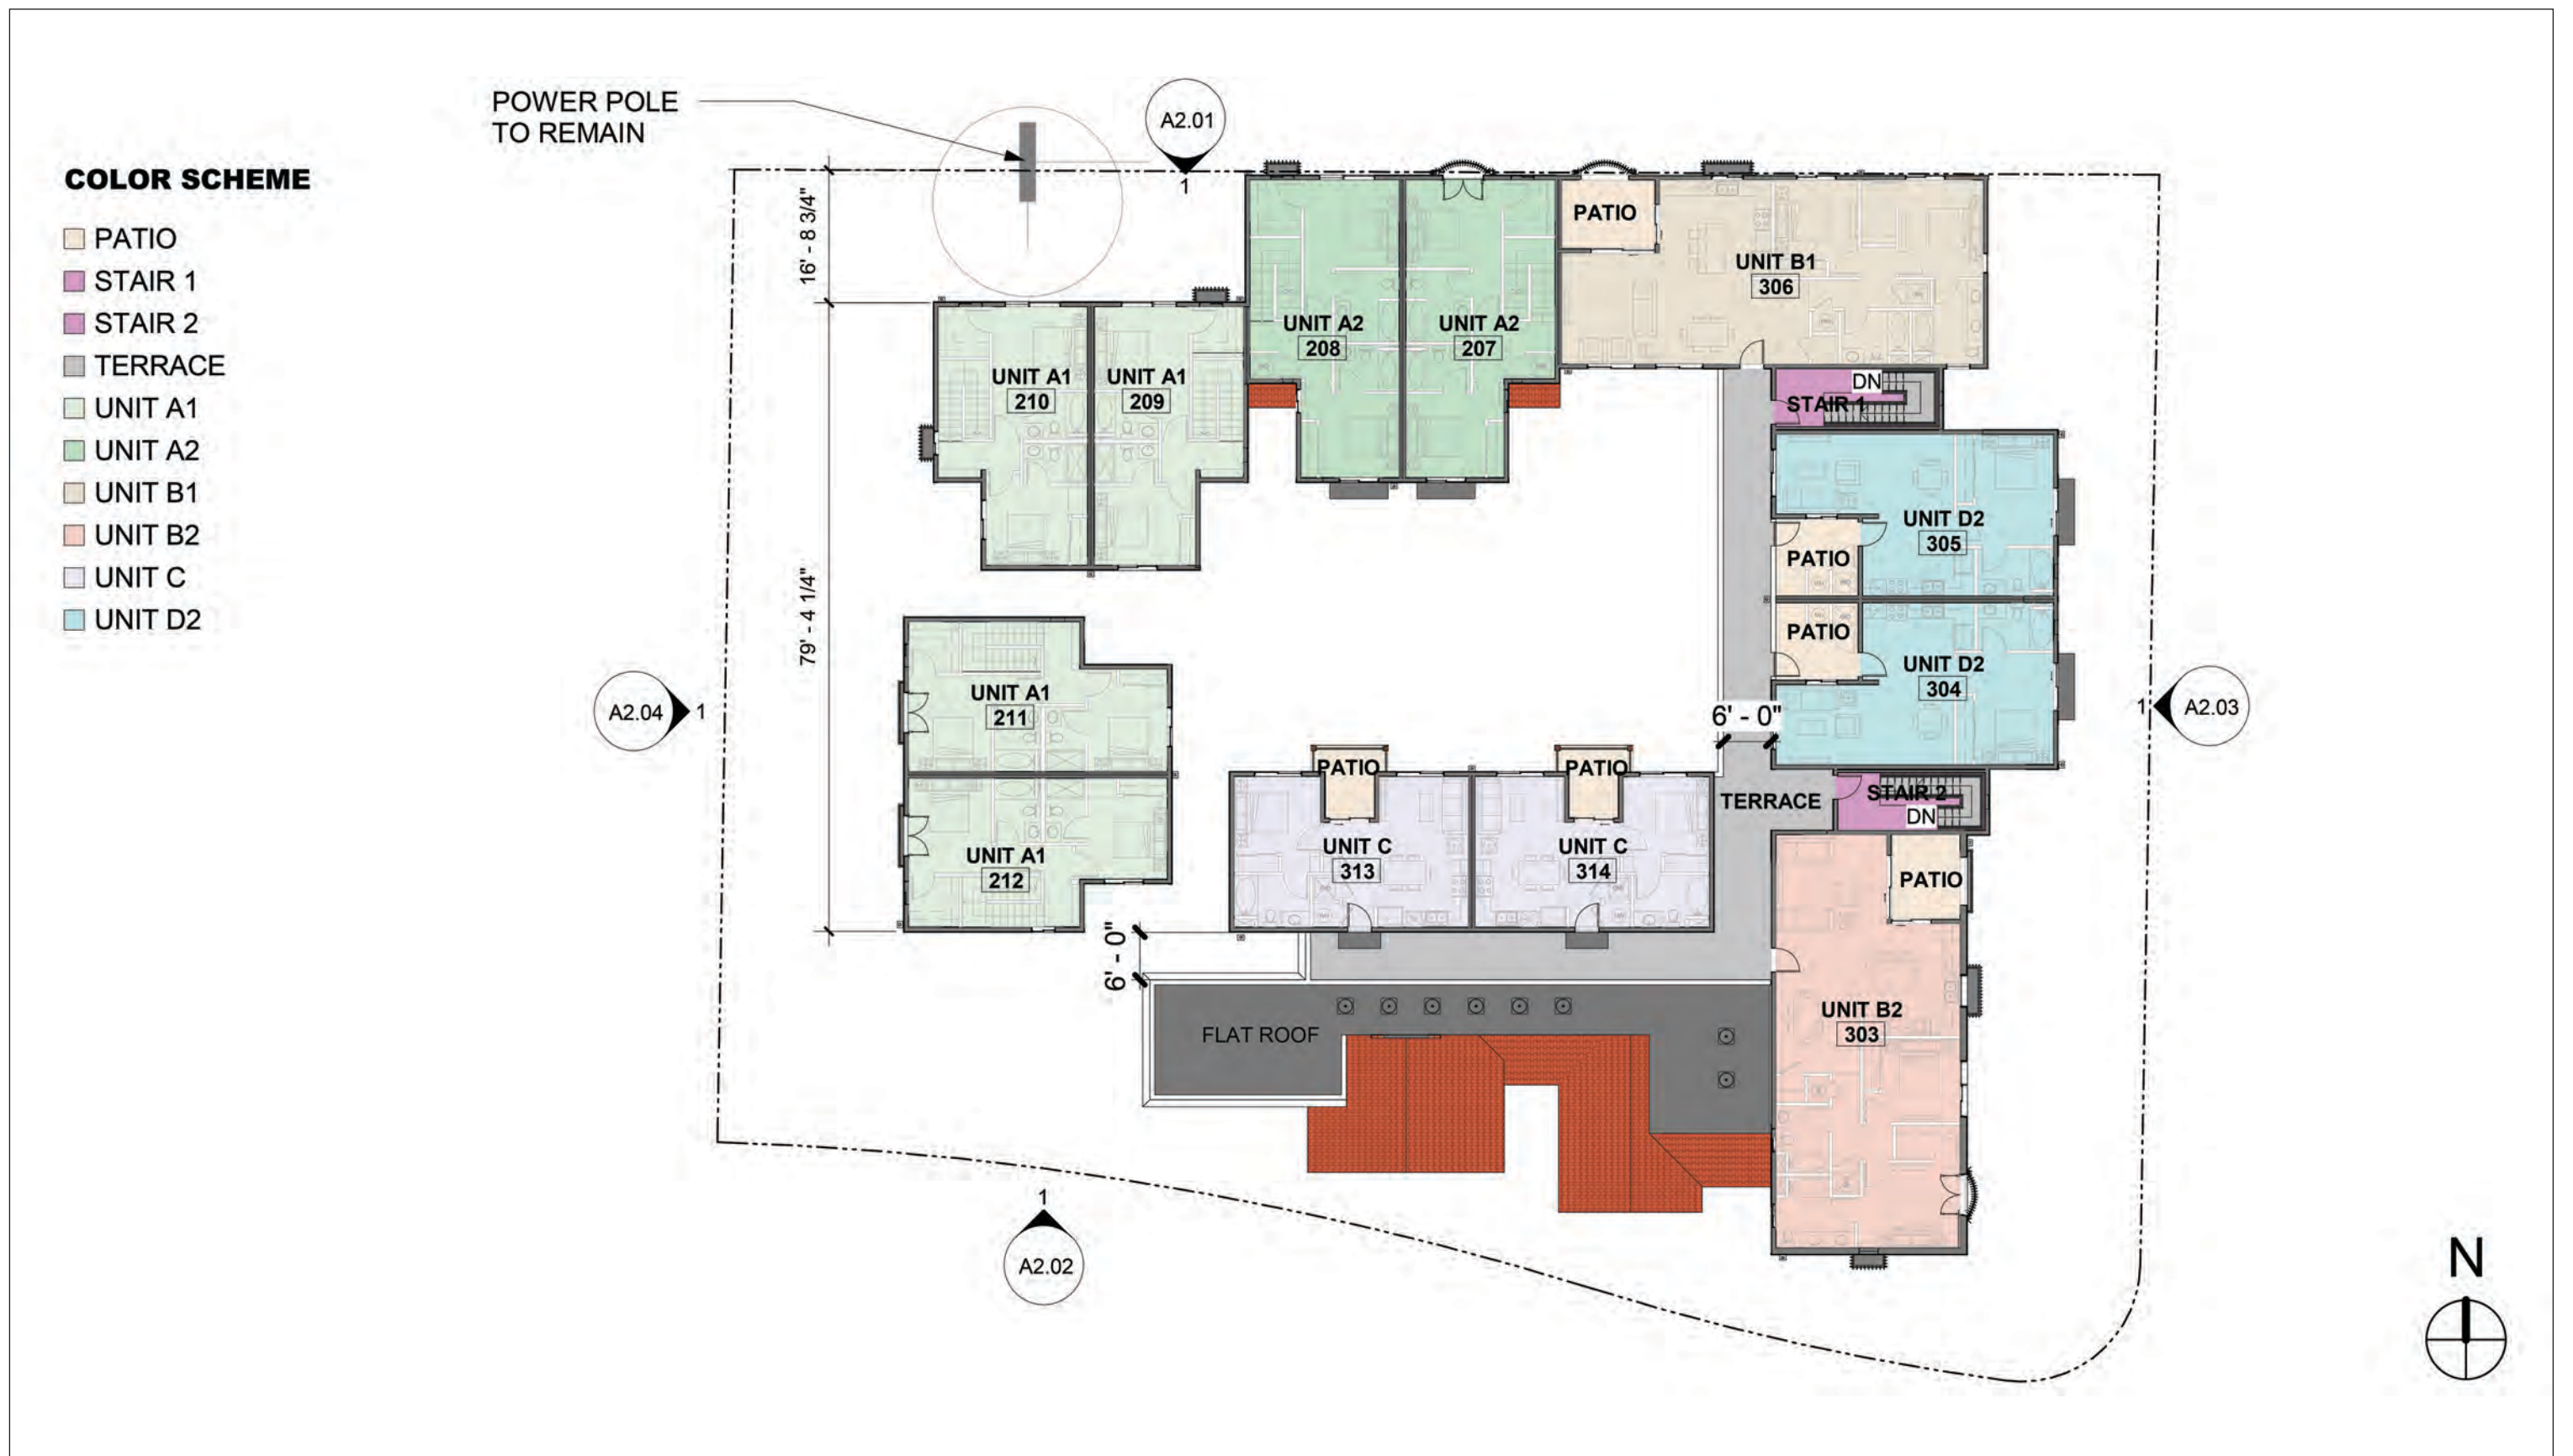 POWER POLE
TO REMAIN
A2.01
1
COLOR SCHEME
PATIO
STAIR 1
STAIR 2
TERRACE
UNIT A1
UNIT A2
UNIT B1
UNIT B2
UNIT C
UNIT D2
16' - 8 3/4"
79' - 4 1/4"
PATIO
UNIT B1
306
UNIT A2
208
UNIT A2
207
UNIT A1
210
UNIT A1
209
DN
STAIR 1
UNIT D2
305
PATIO
PATIO
UNIT D2
304
UNIT A1
211
A2.04
1
6' - 0"
1
A2.03
PATIO
PATIO
TERRACE
STAIR 2
DN
UNIT C
313
UNIT C
314
UNIT A1
212
PATIO
6' - 0"
FLAT ROOF
UNIT B2
303
1
A2.02
N